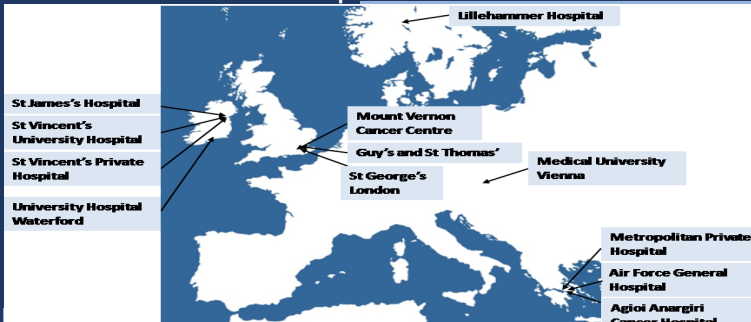 Lillehammer Hospital
St James's Hospital
St Vincent's
University Hospital
St Vincent's Private
Hospital
University Hospital
Waterford
Mount Vernon
Cancer Centre
Guy's and St Thomas'
St George's
London
Medical University
Vienna
Metropolitan Private
Hospital
Air Force General
Hospital
Agioi Anargiri
Cancer Hospital